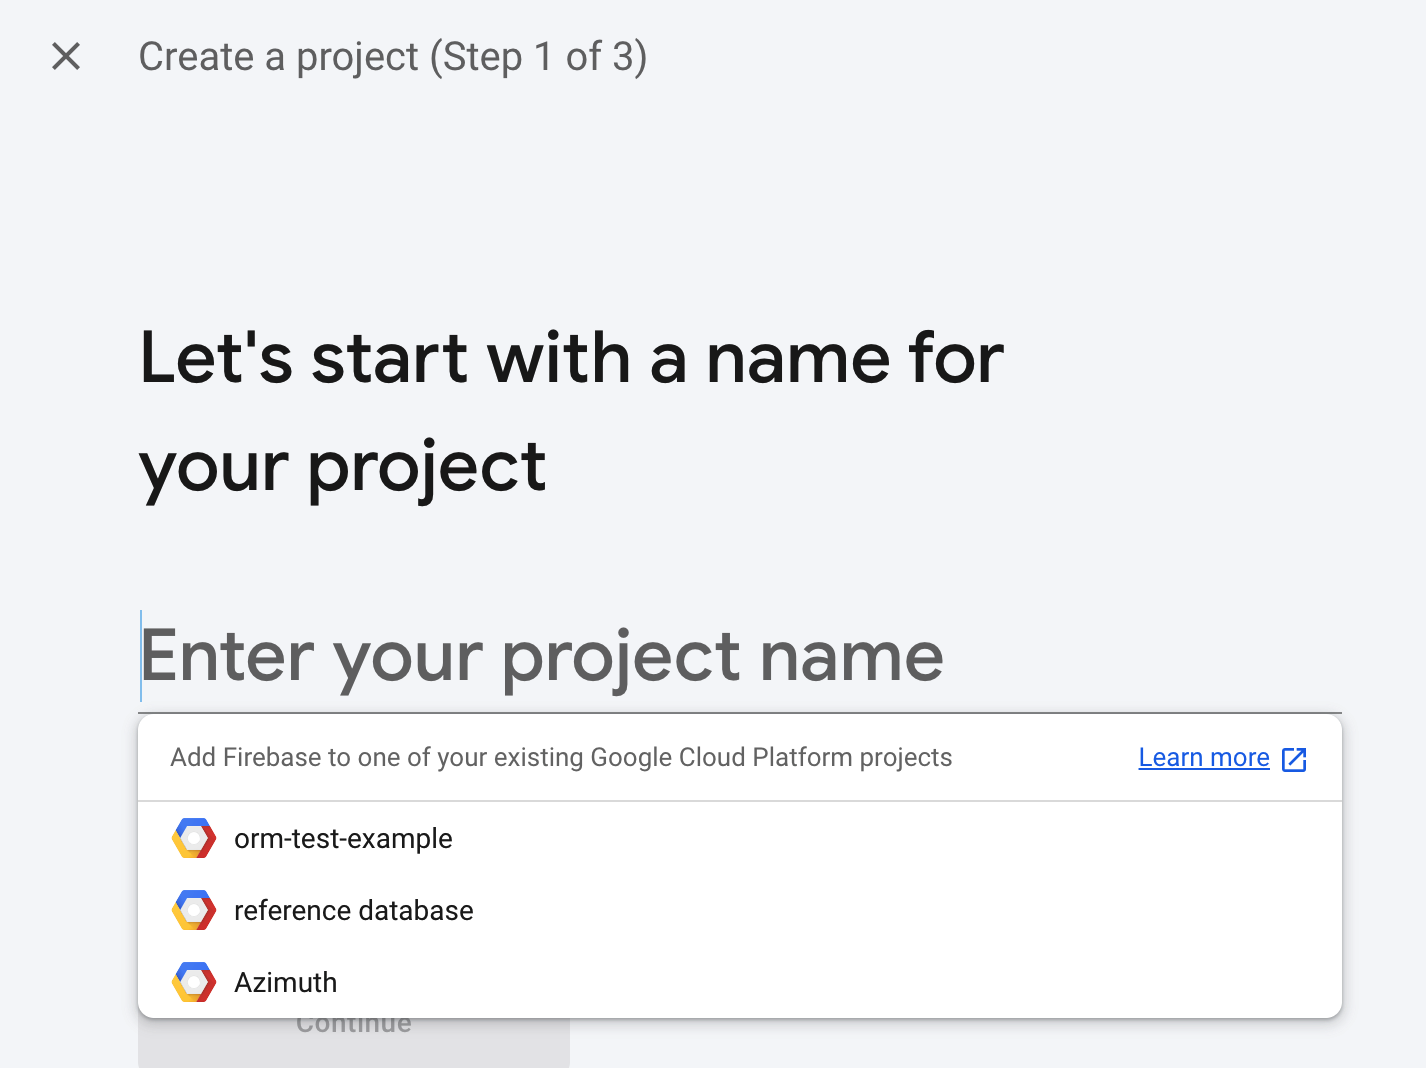 Create a project (Step 1 of 3)
Let's start with a name for
your project
Enter your project name
Add Firebase to one of your existing Google Cloud Platform projects Learn more
orm-test-example
reference database
Azimuth
Continue